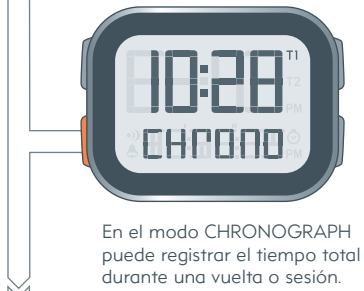 10:28 T1
T2
PM
CHrono
PM
En el modo CHRONOGRAPH
puede registrar el tiempo total
durante una vuelta o sesión.